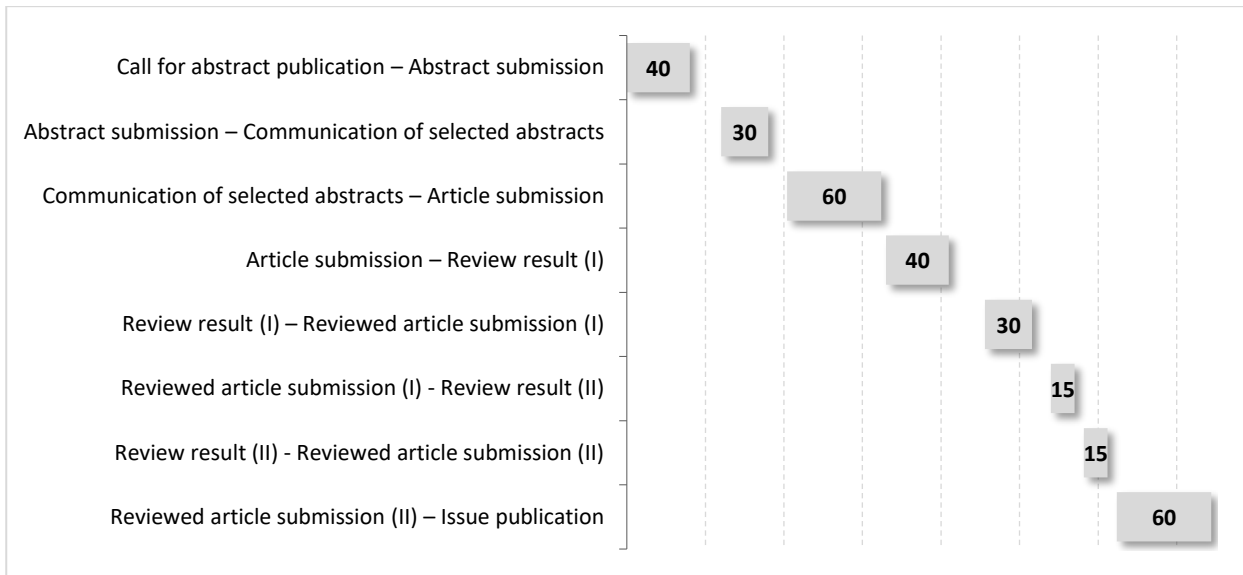 Call for abstract publication – Abstract submission 40
Abstract submission – Communication of selected abstracts 30
Communication of selected abstracts – Article submission 60
Article submission – Review result (I) 40
Review result (I) – Reviewed article submission (I) 30
Reviewed article submission (I) - Review result (II) 15
Review result (II) - Reviewed article submission (II) 15
Reviewed article submission (II) – Issue publication 60